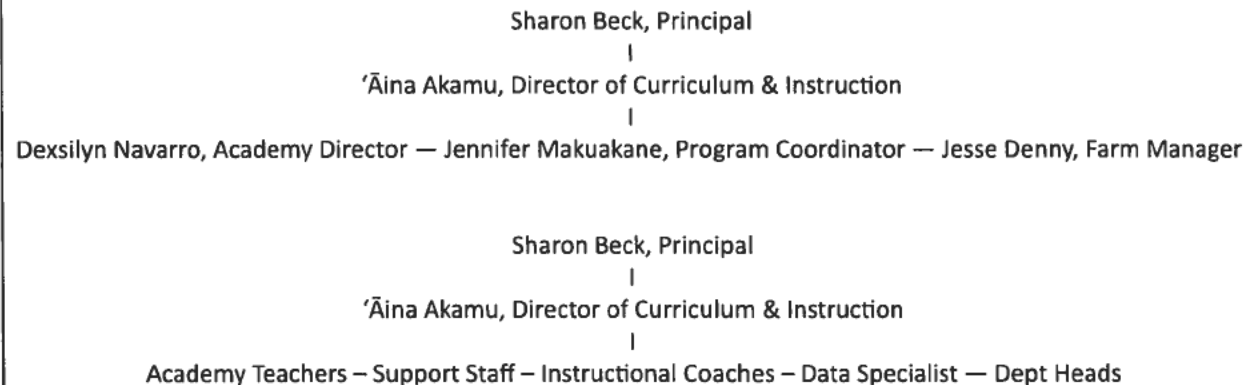 Sharon Beck, Principal
|
ʻĀina Akamu, Director of Curriculum & Instruction
|
Dexsilyn Navarro, Academy Director — Jennifer Makuakane, Program Coordinator — Jesse Denny, Farm Manager
Sharon Beck, Principal
|
ʻĀina Akamu, Director of Curriculum & Instruction
|
Academy Teachers – Support Staff – Instructional Coaches – Data Specialist — Dept Heads